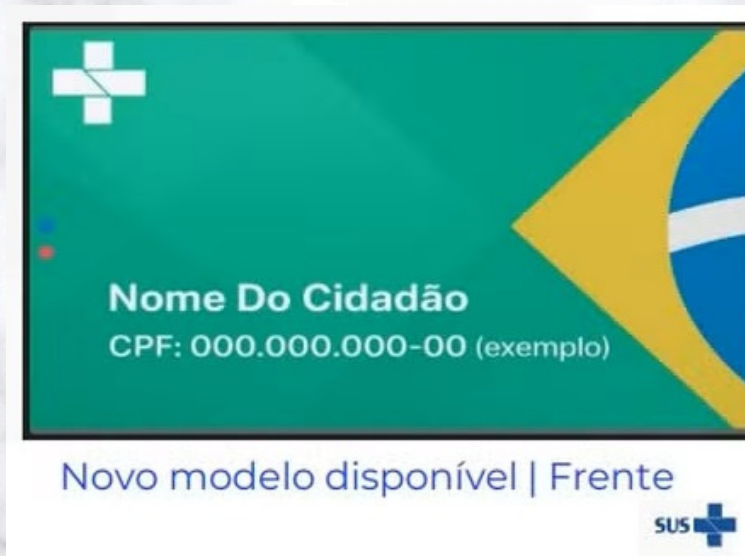 Nome Do Cidadão
CPF: 000.000.000-00 (exemplo)
Novo modelo disponível | Frente
SUS